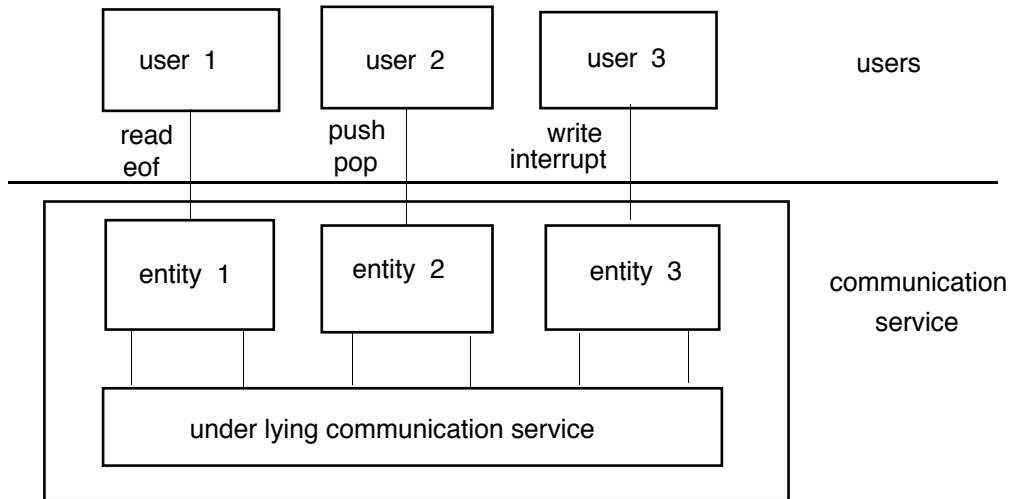 user 1
user 2
user 3
users
read
eof
push
pop
write
interrupt
entity 1
entity 2
entity 3
communication
service
under lying communication service